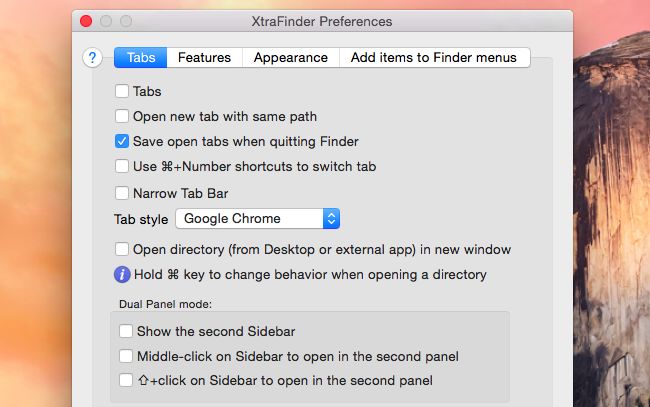 XtraFinder Preferences
? Tabs Features Appearance Add items to Finder menus
Tabs
Open new tab with same path
Save open tabs when quitting Finder
Use ⌘+Number shortcuts to switch tab
Narrow Tab Bar
Tab style Google Chrome
Open directory (from Desktop or external app) in new window
i Hold ⌘ key to change behavior when opening a directory
Dual Panel mode:
Show the second Sidebar
Middle-click on Sidebar to open in the second panel
⇧+click on Sidebar to open in the second panel